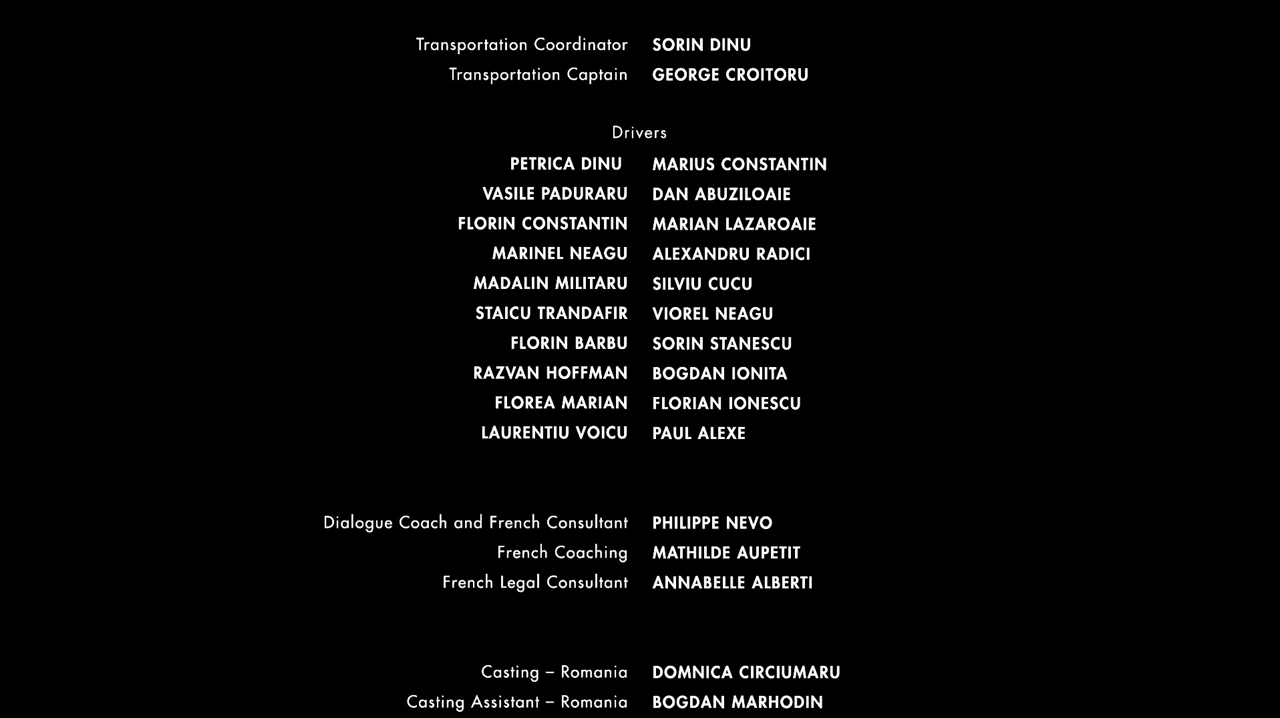 Transportation Coordinator SORIN DINU
Transportation Captain GEORGE CROITORU
Drivers
PETRICA DINU MARIUS CONSTANTIN
VASILE PADURARU DAN ABUZILOAIE
FLORIN CONSTANTIN MARIAN LAZAROAIE
MARINEL NEAGU ALEXANDRU RADICI
MADALIN MILITARU SILVIU CUCU
STAICU TRANDAFIR VIOREL NEAGU
FLORIN BARBU SORIN STANESCU
RAZVAN HOFFMAN BOGDAN IONITA
FLOREA MARIAN FLORIAN IONESCU
LAURENTIU VOICU PAUL ALEXE
Dialogue Coach and French Consultant PHILIPPE NEVO
French Coaching MATHILDE AUPETIT
French Legal Consultant ANNABELLE ALBERTI
Casting – Romania DOMNICA CIRCIUMARU
Casting Assistant – Romania BOGDAN MARHODIN